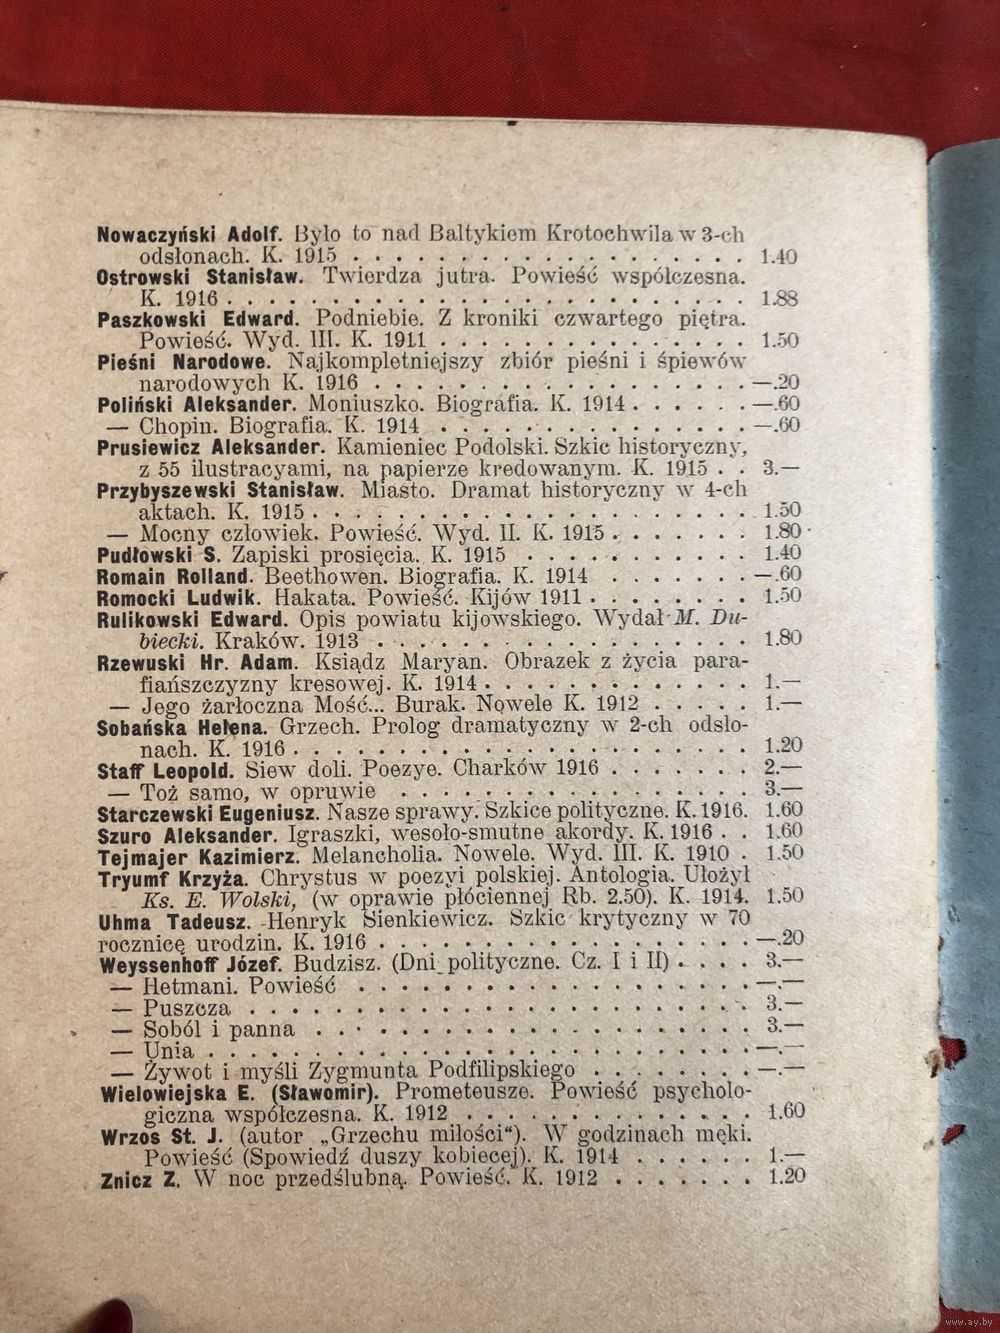 Nowaczyński Adolf. Bylo to nad Baltykiem Krotochwila w 3-ch
odsłonach. K. 1915 . . . . . . . . . . . . . . . . . . 1.40
Ostrowski Stanisław. Twierdza jutra. Powieść współczesna.
K. 1916 . . . . . . . . . . . . . . . . . . . . . . . . 1.88
Paszkowski Edward. Podniebie. Z kroniki czwartego piętra.
Powieść. Wyd. III. K. 1911 . . . . . . . . . . . . . . 1.50
Pieśni Narodowe. Najkompletniejszy zbiór pieśni i śpiewów
narodowych K. 1916 . . . . . . . . . . . . . . . . . —.20
Poliński Aleksander. Moniuszko. Biografia. K. 1914 . . . . . . —.60
— Chopin. Biografia. K. 1914 . . . . . . . . . . . . . . —.60
Prusiewicz Aleksander. Kamieniec Podolski. Szkic historyczny,
z 55 ilustracyami, na papierze kredowanym. K. 1915 . . 3.—
Przybyszewski Stanisław. Miasto. Dramat historyczny w 4-ch
aktach. K. 1915 . . . . . . . . . . . . . . . . . . . . 1.50
— Mocny człowiek. Powieść. Wyd. II. K. 1915 . . . . . . . 1.80
Pudłowski S. Zapiski prosięcia. K. 1915 . . . . . . . . . . 1.40
Romain Rolland. Beethowen. Biografia. K. 1914 . . . . . . . —.60
Romocki Ludwik. Hakata. Powieść. Kijów 1911 . . . . . . . . 1.50
Rulikowski Edward. Opis powiatu kijowskiego. Wydał M. Du-
biecki. Kraków. 1913 . . . . . . . . . . . . . . . . . 1.80
Rzewuski Hr. Adam. Ksiądz Maryan. Obrazek z życia para-
fiańszczyzny kresowej. K. 1914 . . . . . . . . . . . . . 1.—
— Jego żarłoczna Mość... Burak. Nowele K. 1912 . . . . . 1.—
Sobańska Helena. Grzech. Prolog dramatyczny w 2-ch odsło-
nach. K. 1916 . . . . . . . . . . . . . . . . . . . . . 1.20
Staff Leopold. Siew doli. Poezye. Charków 1916 . . . . . . . 2.—
— Toż samo, w opruwie . . . . . . . . . . . . . . . . 3.—
Starczewski Eugeniusz. Nasze sprawy. Szkice polityczne. K. 1916. 1.60
Szuro Aleksander. Igraszki, wesoło-smutne akordy. K. 1916 . . 1.60
Tejmajer Kazimierz. Melancholia. Nowele. Wyd. III. K. 1910 . 1.50
Tryumf Krzyża. Chrystus w poezyi polskiej. Antologia. Ułożył
Ks. E. Wolski, (w oprawie płóciennej Rb. 2.50). K. 1914. 1.50
Uhma Tadeusz. Henryk Sienkiewicz. Szkic krytyczny w 70
rocznicę urodzin. K. 1916 . . . . . . . . . . . . . . . . —.20
Weyssenhoff Józef. Budzisz. (Dni polityczne. Cz. I i II) . . . . 3.—
— Hetmani. Powieść . . . . . . . . . . . . . . . . . . —.—
— Puszcza . . . . . . . . . . . . . . . . . . . . . . . 3.—
— Soból i panna . . . . . . . . . . . . . . . . . . . . 3.—
— Unia . . . . . . . . . . . . . . . . . . . . . . . . —.—
— Żywot i myśli Zygmunta Podfilipskiego . . . . . . . . —.—
Wielowiejska E. (Sławomir). Prometeusze. Powieść psycholo-
giczna współczesna. K. 1912 . . . . . . . . . . . . . . 1.60
Wrzos St. J. (autor „Grzechu miłości“). W godzinach męki.
Powieść (Spowiedź duszy kobiecej). K. 1914 . . . . . . 1.—
Znicz Z. W noc przedślubną. Powieść. K. 1912 . . . . . . . 1.20
www.ay.by